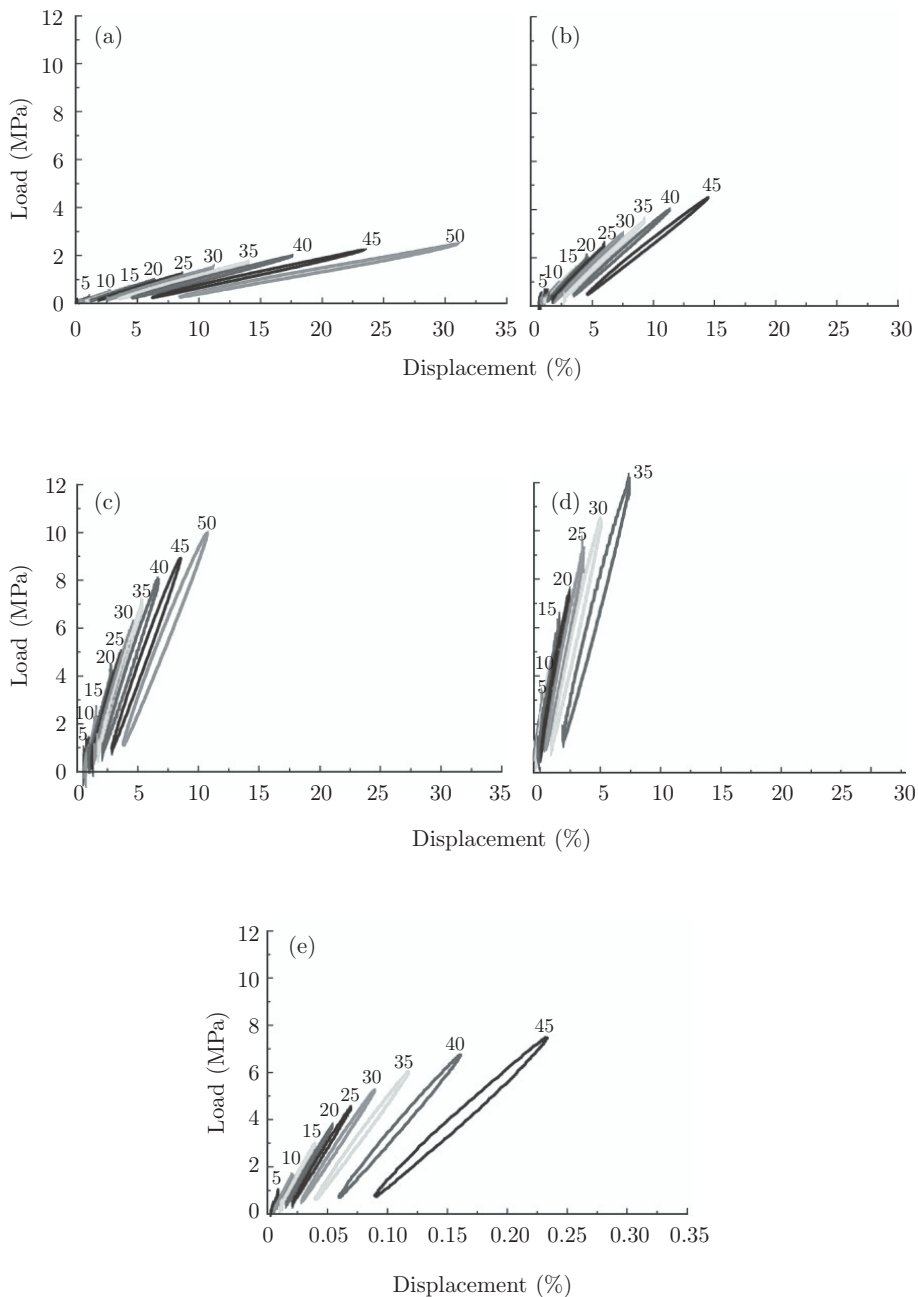 (a)
(b)
12
10
8
6
4
2
0
Load (MPa)
5 10 15 20 25 30 35 40 45 50
15 20 25 30 35 40 45
5 10
0 5 10 15 20 25 30 35
0 5 10 15 20 25 30
Displacement (%)
(c)
(d)
12
10
8
6
4
2
0
Load (MPa)
5 10 15 20 25 30 35 40 45 50
5 10 15 20 25 30 35
0 5 10 15 20 25 30 35
0 5 10 15 20 25 30
Displacement (%)
(e)
12
10
8
6
4
2
0
Load (MPa)
5 10 15 20 25 30 35 40 45
0 0.05 0.10 0.15 0.20 0.25 0.30 0.35
Displacement (%)